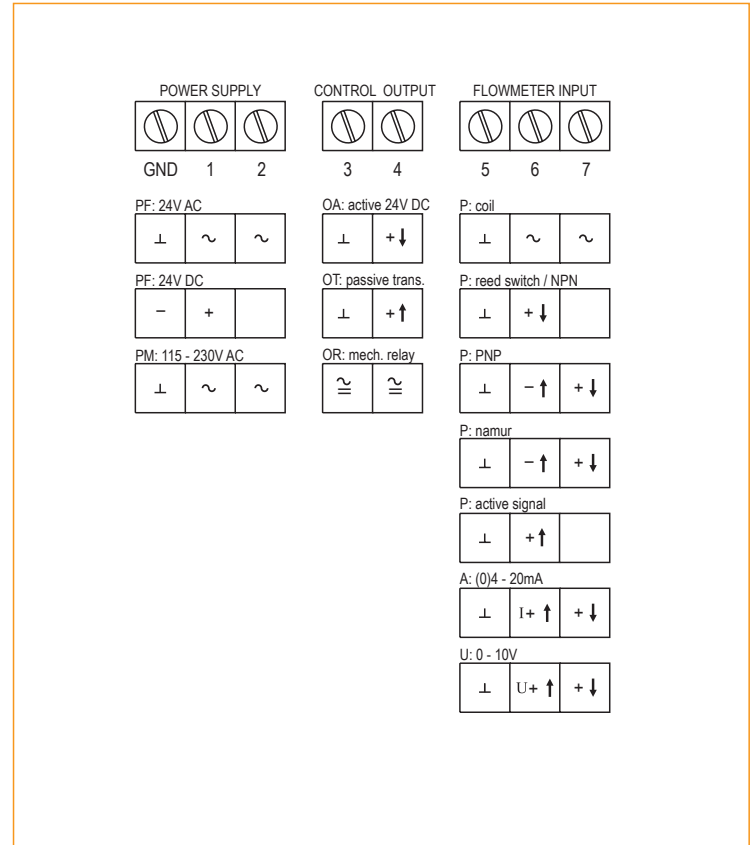 POWER SUPPLY CONTROL OUTPUT FLOWMETER INPUT
GND 1 2 3 4 5 6 7
PF: 24V AC OA: active 24V DC P: coil
⊥ ~ ~ ⊥ +↓ ⊥ ~ ~
PF: 24V DC OT: passive trans. P: reed switch / NPN
− + ⊥ +↑ ⊥ +↓
PM: 115 - 230V AC OR: mech. relay P: PNP
⊥ ~ ~ ≅ ≅ ⊥ −↑ +↓
P: namur
⊥ −↑ +↓
P: active signal
⊥ +↑
A: (0)4 - 20mA
⊥ I+ ↑ +↓
U: 0 - 10V
⊥ U+ ↑ +↓